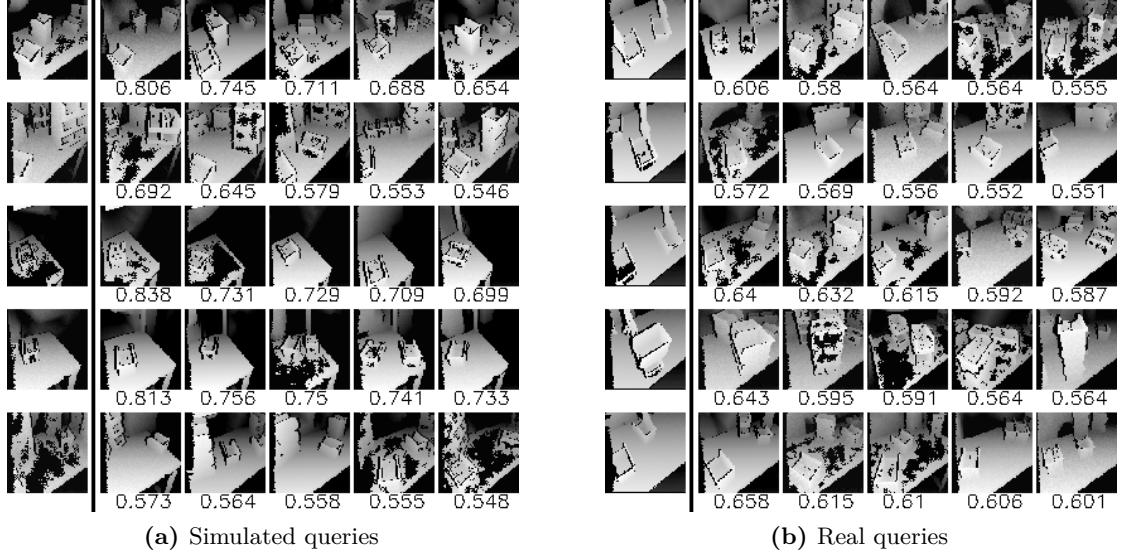 0.806 0.745 0.711 0.688 0.654 0.606 0.58 0.564 0.564 0.555
0.692 0.645 0.579 0.553 0.546 0.572 0.569 0.556 0.552 0.551
0.838 0.731 0.729 0.709 0.699 0.64 0.632 0.615 0.592 0.587
0.813 0.756 0.75 0.741 0.733 0.643 0.595 0.591 0.564 0.564
0.573 0.564 0.558 0.555 0.548 0.658 0.615 0.61 0.606 0.601
(a) Simulated queries (b) Real queries